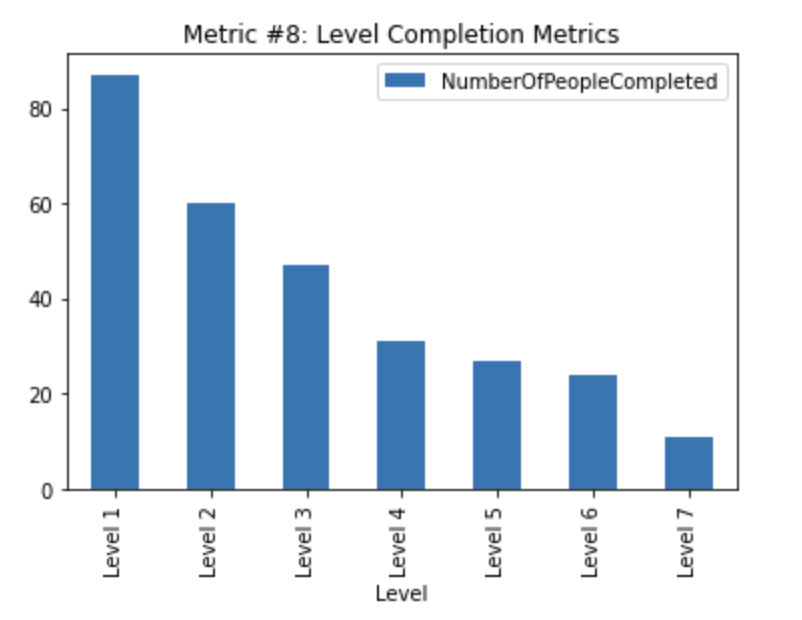 Metric #8: Level Completion Metrics
NumberOfPeopleCompleted
80
60
40
20
0
Level 1
Level 2
Level 3
Level 4
Level 5
Level 6
Level 7
Level